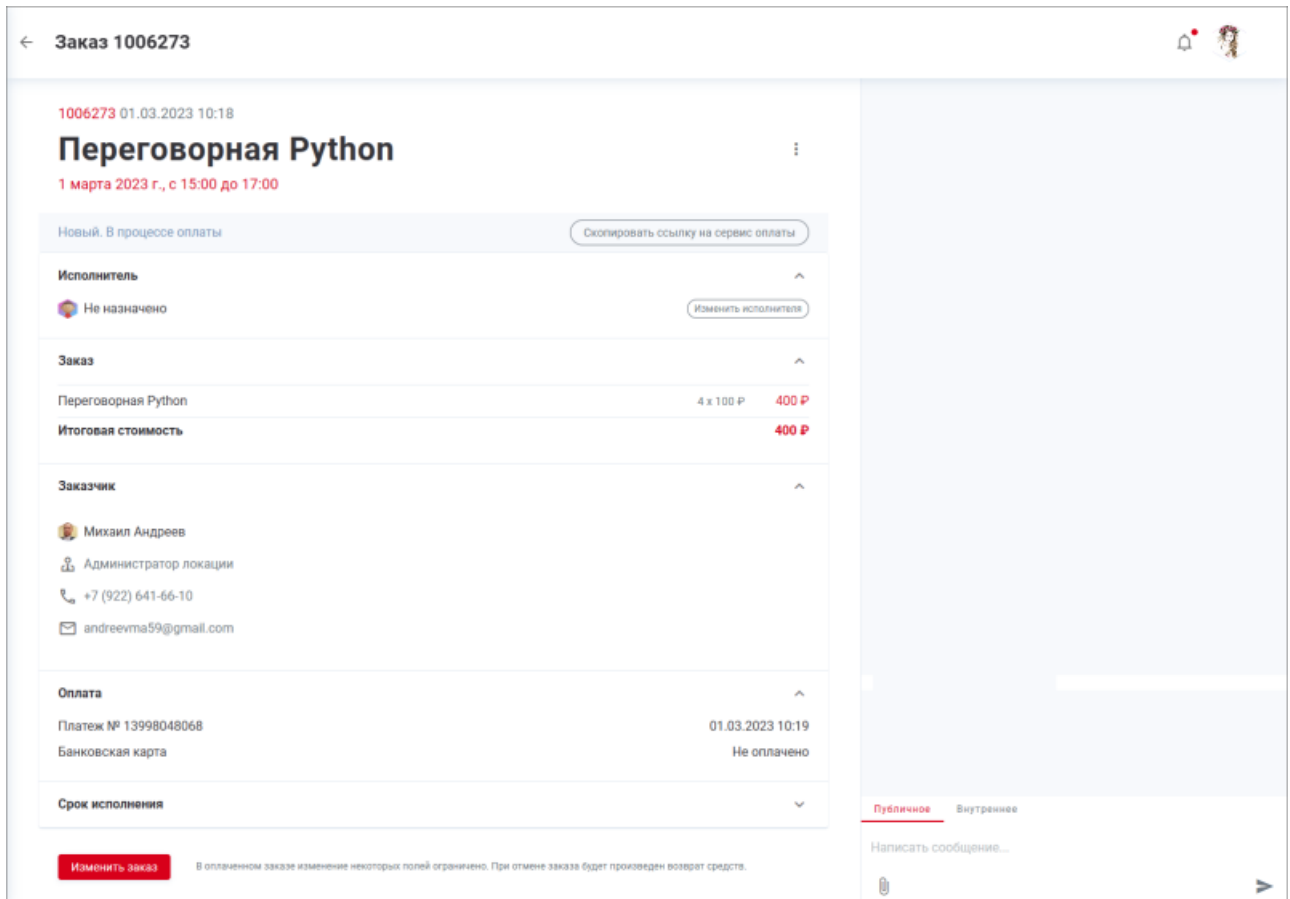 Заказ 1006273
1006273 01.03.2023 10:18
Переговорная Python
1 марта 2023 г., с 15:00 до 17:00
Новый. В процессе оплаты Скопировать ссылку на сервис оплаты
Исполнитель
Не назначено Изменить исполнителя
Заказ
Переговорная Python 4 x 100 ₽ 400 ₽
Итоговая стоимость 400 ₽
Заказчик
Михаил Андреев
Администратор локации
+7 (922) 641-66-10
andreevma59@gmail.com
Оплата
Платеж № 13998048068 01.03.2023 10:19
Банковская карта Не оплачено
Срок исполнения
Изменить заказ В оплаченном заказе изменение некоторых полей ограничено. При отмене заказа будет произведен возврат средств.
Публичное Внутреннее
Написать сообщение...